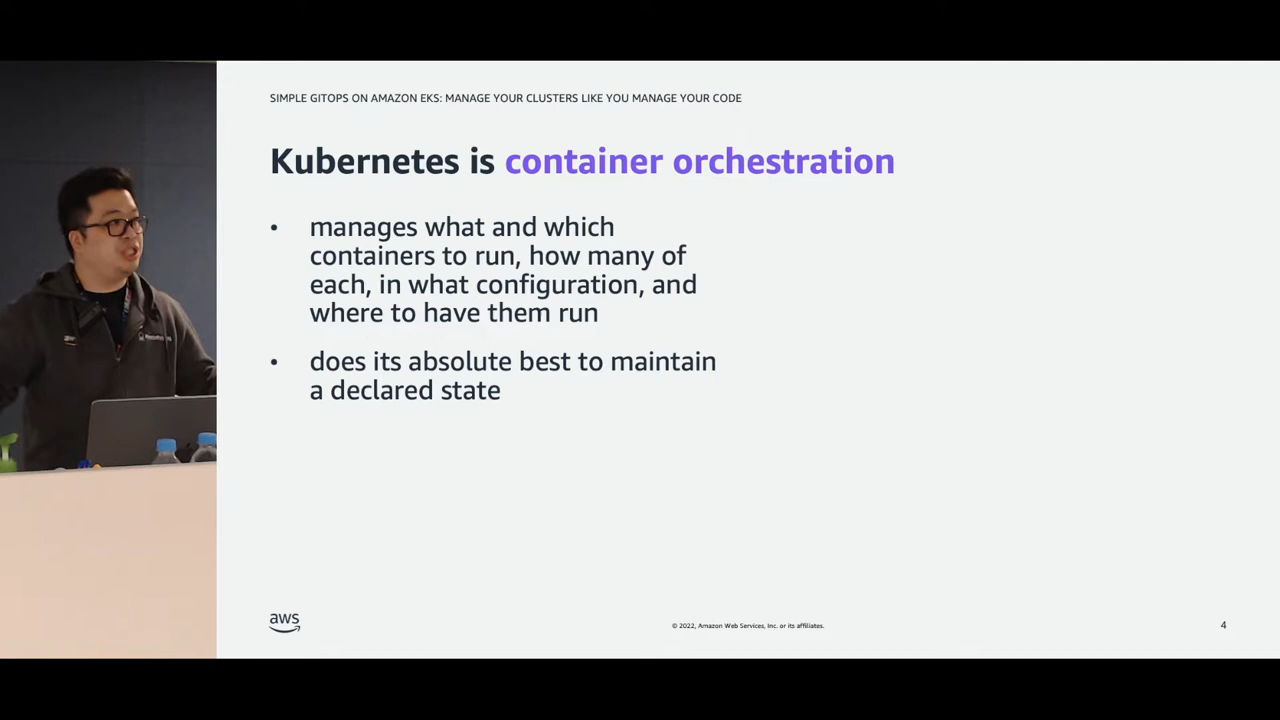 SIMPLE GITOPS ON AMAZON EKS: MANAGE YOUR CLUSTERS LIKE YOU MANAGE YOUR CODE
Kubernetes is container orchestration
• manages what and which
containers to run, how many of
each, in what configuration, and
where to have them run
• does its absolute best to maintain
a declared state
aws
© 2022, Amazon Web Services, Inc. or its affiliates.
4